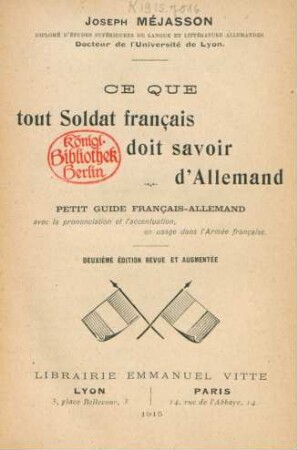 K 1915 7016
Joseph MÉJASSON
DIPLOMÉ D'ÉTUDES SUPÉRIEURES DE LANGUE ET LITTÉRATURE ALLEMANDES
Docteur de l'Université de Lyon.
CE QUE
tout Soldat français
doit savoir
d'Allemand
Königl.
Bibliothek
Berlin
PETIT GUIDE FRANÇAIS-ALLEMAND
avec la prononciation et l'accentuation,
en usage dans l'Armée française.
DEUXIÈME ÉDITION REVUE ET AUGMENTÉE
LIBRAIRIE EMMANUEL VITTE
LYON
3, place Bellecour, 3
PARIS
14, rue de l'Abbaye, 14
1915